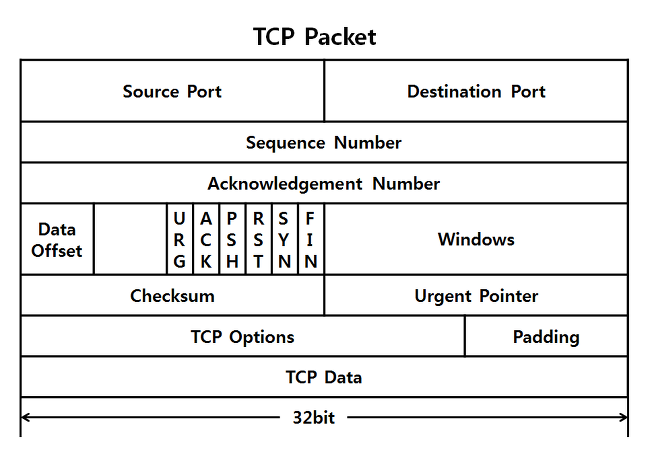 TCP Packet
Source Port Destination Port
Sequence Number
Acknowledgement Number
Data Offset URG ACK PSH RST SYN FIN Windows
Checksum Urgent Pointer
TCP Options Padding
TCP Data
32bit